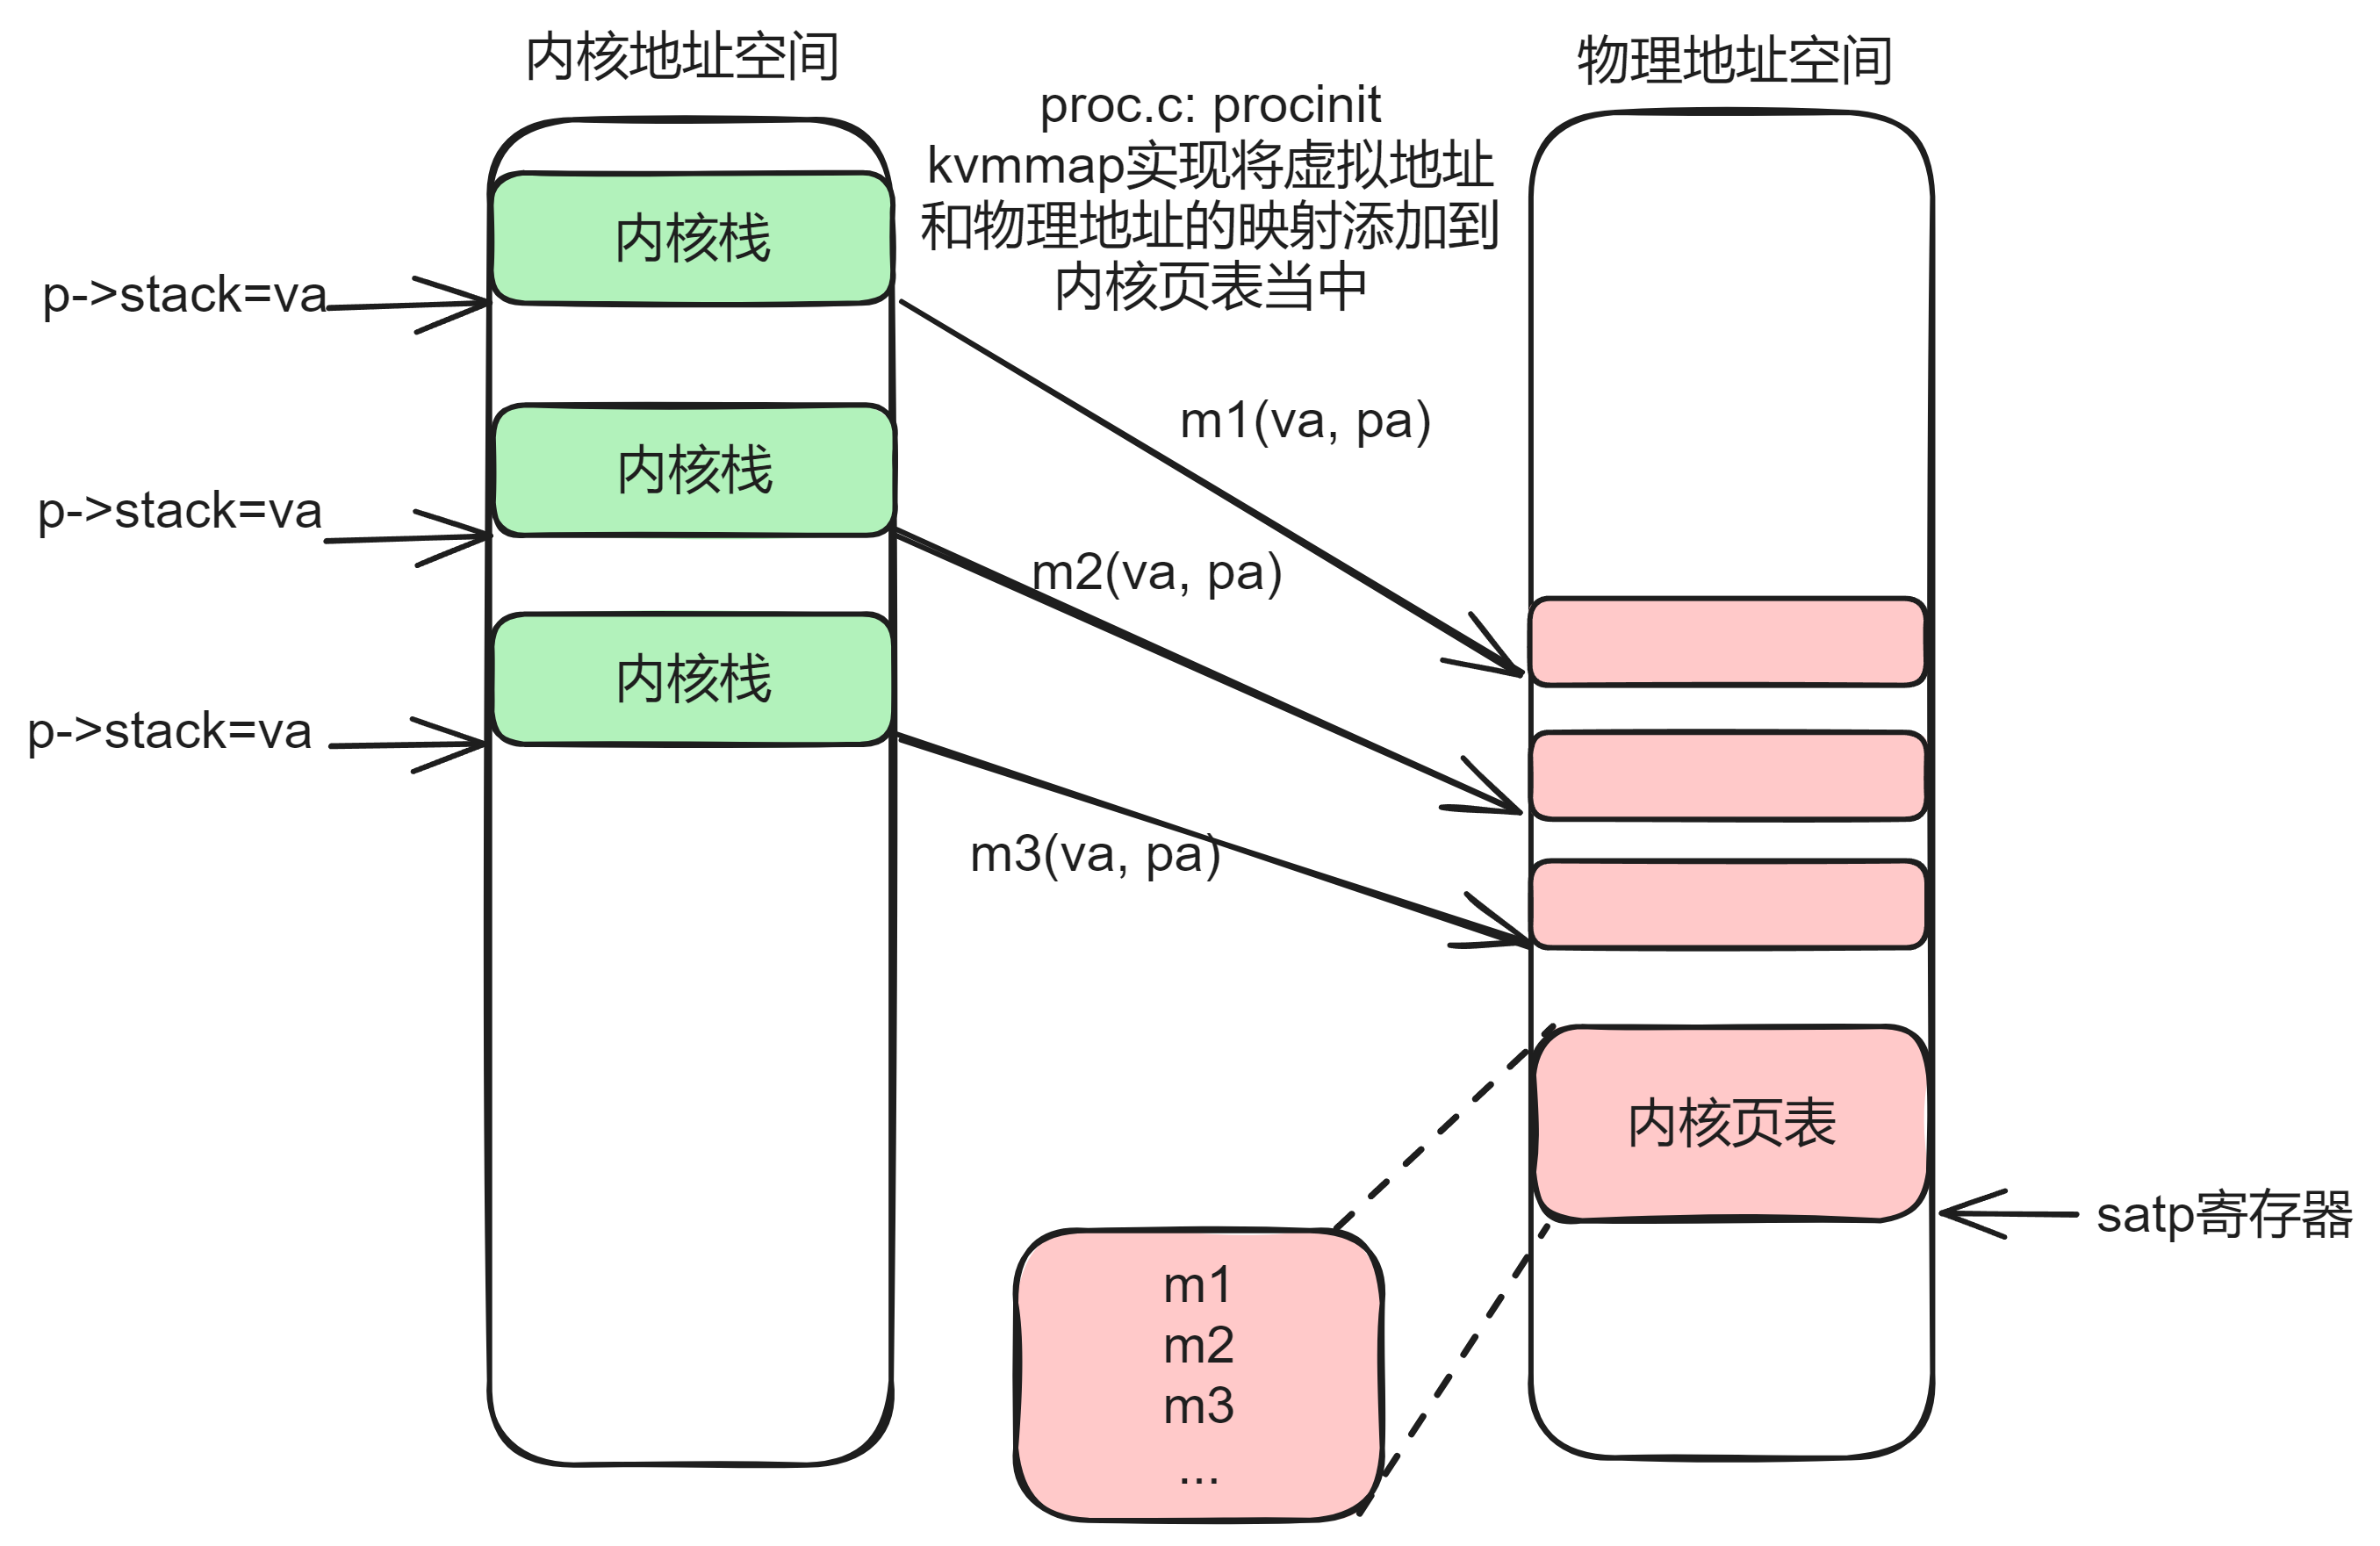 内核地址空间
物理地址空间
proc.c: procinit
kvmmap实现将虚拟地址
和物理地址的映射添加到
内核页表当中
内核栈
p->stack=va
m1(va, pa)
内核栈
p->stack=va
m2(va, pa)
内核栈
p->stack=va
m3(va, pa)
内核页表
satp寄存器
m1
m2
m3
...